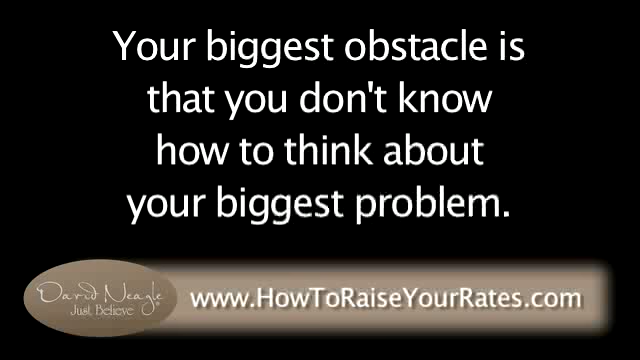 Your biggest obstacle is
that you don't know
how to think about
your biggest problem.
David Neagle®
Just Believe
www.HowToRaiseYourRates.com